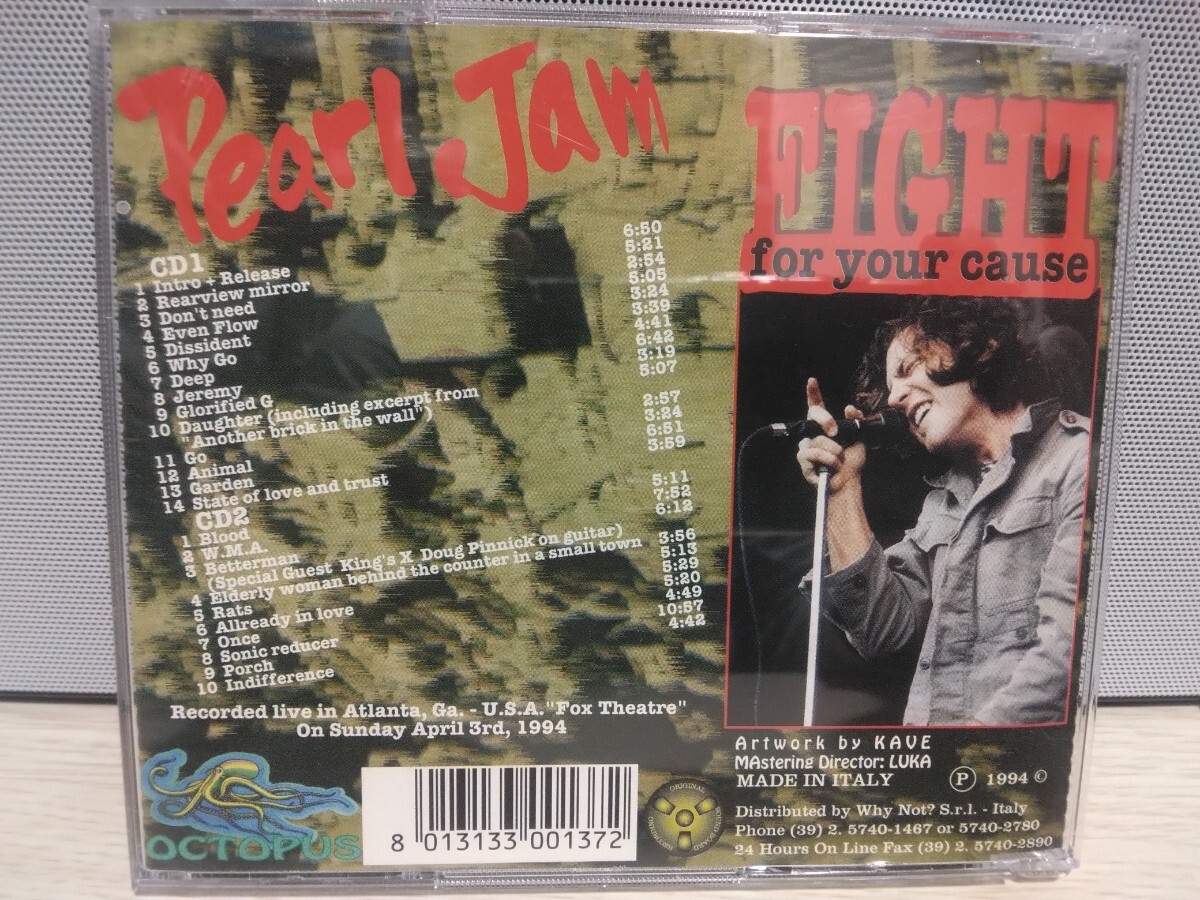 Pearl Jam
FIGHT
for your cause
CD1
1 Intro + Release 6:50
2 Rearview mirror 5:21
3 Don't need 2:54
4 Even Flow 5:05
5 Dissident 3:24
6 Why Go 3:39
7 Deep 4:41
8 Jeremy 6:42
9 Glorified G 3:19
10 Daughter (including excerpt from 5:07
"Another brick in the wall")
11 Go 2:57
12 Animal 3:24
13 Garden 6:51
14 State of love and trust 3:59
CD2
1 Blood 5:11
2 W.M.A. 7:52
3 Betterman 6:12
(Special Guest King's X Doug Pinnick on guitar)
4 Elderly woman behind the counter in a small town 3:56
5 Rats 5:13
6 Allready in love 5:29
7 Once 5:20
8 Sonic reducer 4:49
9 Porch 10:57
10 Indifference 4:42
Recorded live in Atlanta, Ga. - U.S.A. "Fox Theatre"
On Sunday April 3rd, 1994
OCTOPUS
8 013133 001372
ORIGINAL
SOUND BOARD
Artwork by KAVE
MAstering Director: LUKA
MADE IN ITALY Ⓟ 1994 ©
Distributed by Why Not? S.r.l. - Italy
Phone (39) 2. 5740-1467 or 5740-2780
24 Hours On Line Fax (39) 2. 5740-2890